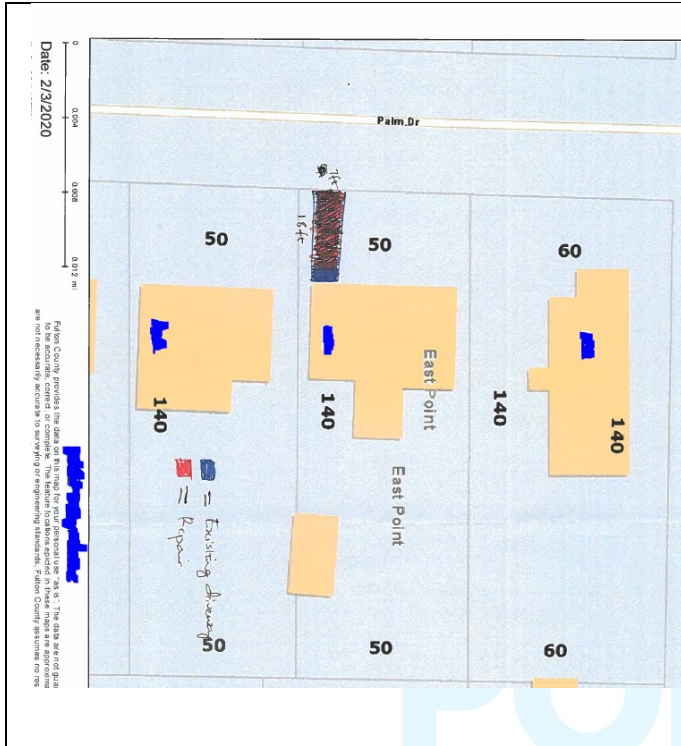 Palm Dr
7ft
18ft
50
50
60
140
140
140
140
East Point
East Point
= Existing driveway
= Repair
50
50
60
0
0.004
0.008
0.012 mi
Date: 2/3/2020
Fulton County provides the data on this map for your personal use "as is". The data are not guar
to be accurate, correct, or complete. The feature locations epicted in these maps are approxima
are not necessarily accurate to surveying or engineering standards. Fulton County assumes no res